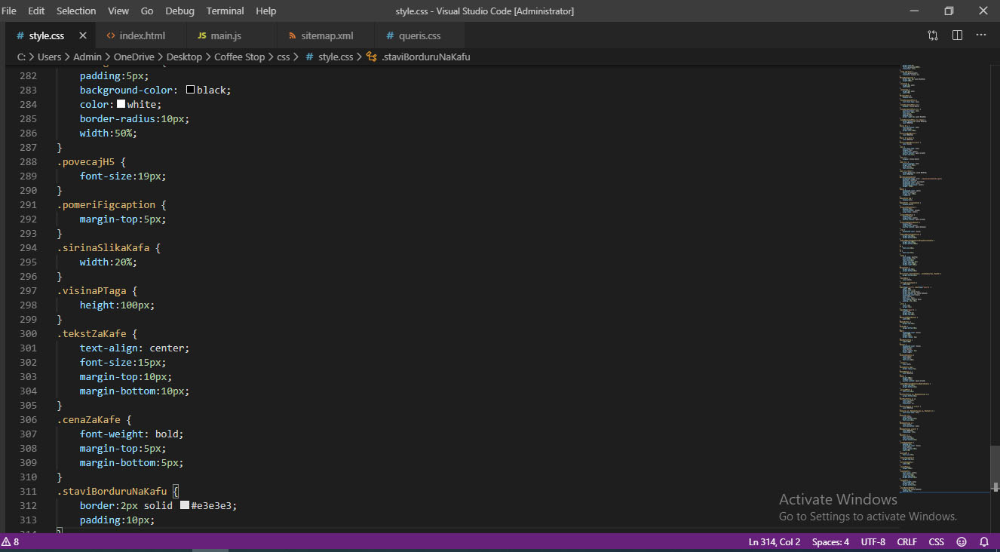 File Edit Selection View Go Debug Terminal Help style.css - Visual Studio Code [Administrator]
# style.css <> index.html JS main.js sitemap.xml # queris.css
C: > Users > Admin > OneDrive > Desktop > Coffee Stop > css > # style.css > .staviBorduruNaKafu
282 padding:5px;
283 background-color: black;
284 color: white;
285 border-radius:10px;
286 width:50%;
287 }
288 .povecajH5 {
289 font-size:19px;
290 }
291 .pomeriFigcaption {
292 margin-top:5px;
293 }
294 .sirinaSlikaKafa {
295 width:20%;
296 }
297 .visinaPTaga {
298 height:100px;
299 }
300 .tekstZaKafe {
301 text-align: center;
302 font-size:15px;
303 margin-top:10px;
304 margin-bottom:10px;
305 }
306 .cenaZaKafe {
307 font-weight: bold;
308 margin-top:5px;
309 margin-bottom:5px;
310 }
311 .staviBorduruNaKafu {
312 border:2px solid #e3e3e3;
313 padding:10px;
314 }
Activate Windows
Go to Settings to activate Windows.
8 Ln 314, Col 2 Spaces: 4 UTF-8 CRLF CSS